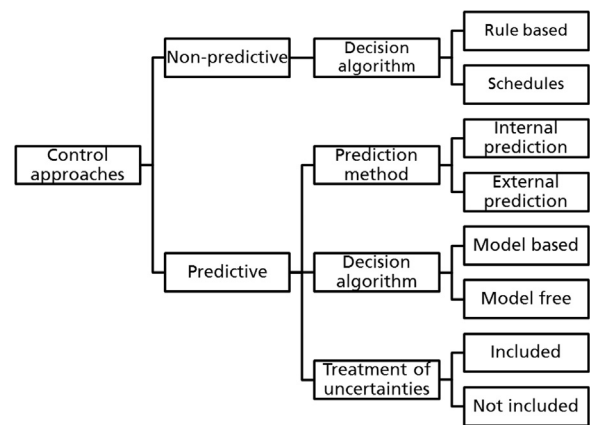 Control
approaches
Non-predictive
Decision
algorithm
Rule based
Schedules
Predictive
Prediction
method
Internal
prediction
External
prediction
Decision
algorithm
Model based
Model free
Treatment of
uncertainties
Included
Not included